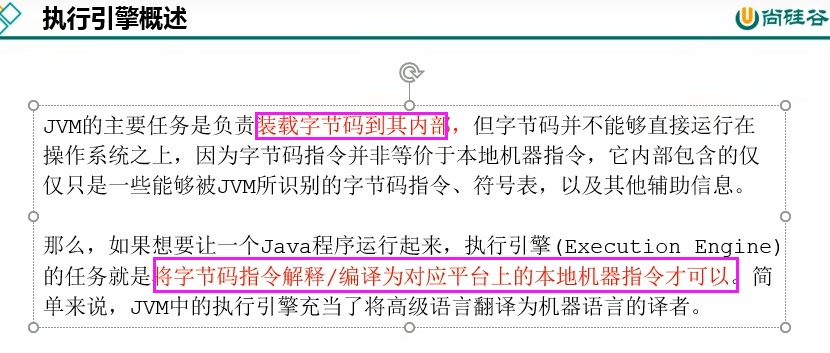 执行引擎概述
尚硅谷
JVM的主要任务是负责装载字节码到其内部，但字节码并不能够直接运行在
操作系统之上，因为字节码指令并非等价于本地机器指令，它内部包含的仅
仅只是一些能够被JVM所识别的字节码指令、符号表，以及其他辅助信息。
那么，如果想要让一个Java程序运行起来，执行引擎(Execution Engine)
的任务就是将字节码指令解释/编译为对应平台上的本地机器指令才可以。简
单来说，JVM中的执行引擎充当了将高级语言翻译为机器语言的译者。